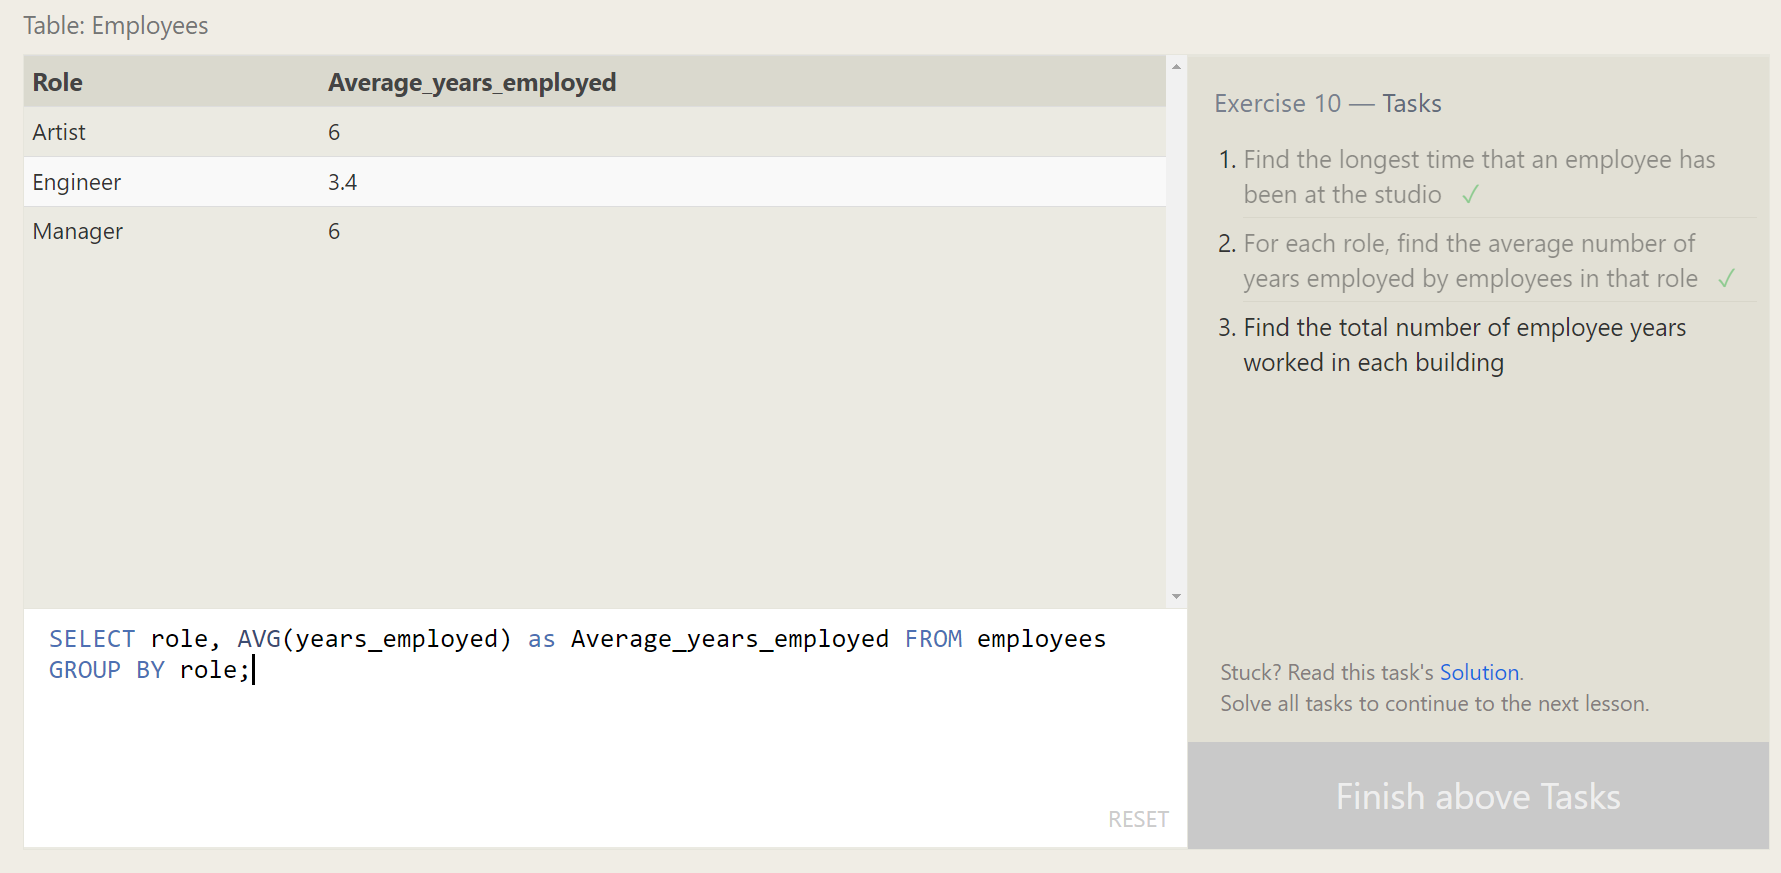 Table: Employees
Role Average_years_employed
Artist 6
Engineer 3.4
Manager 6
SELECT role, AVG(years_employed) as Average_years_employed FROM employees
GROUP BY role;
RESET
Exercise 10 — Tasks
1. Find the longest time that an employee has
been at the studio ✓
2. For each role, find the average number of
years employed by employees in that role ✓
3. Find the total number of employee years
worked in each building
Stuck? Read this task's Solution.
Solve all tasks to continue to the next lesson.
Finish above Tasks